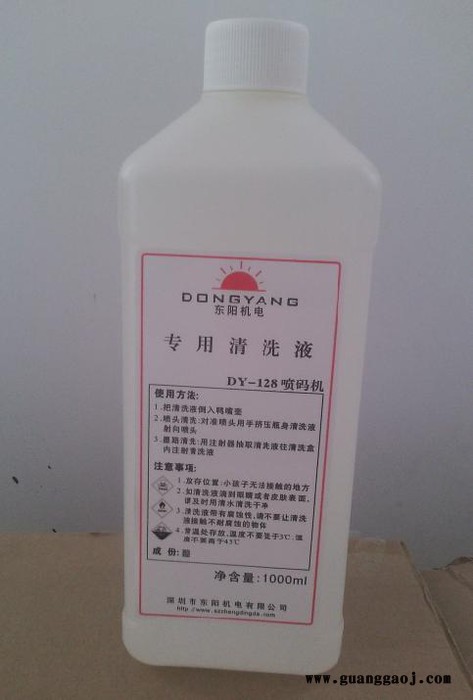 DONGYANG
东阳机电
专用清洗液
DY-128 喷码机
使用方法:
1.把清洗液倒入鸭嘴壶
2.喷头清洗:对准喷头用手挤压瓶身清洗液
射向喷头
3.墨路清洗:用注射器抽取清洗液往清洗盒
内注射清洗液
注意事项:
1.放存位置:小孩子无法接触的地方
2.如清洗液滴到眼睛或者皮肤表面,
请及时用清水清洗干净
3.清洗液带有腐蚀性,请不要让清洗
液接触不耐腐蚀的物体
4.常温处存放,温度不要低于3℃.温
度不要高于45℃
成 份:
净含量:1000ml
深圳市东阳机电有限公司
www.guanggaoj.com